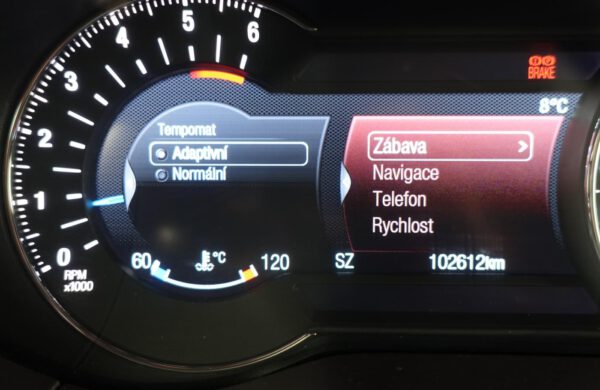 6
5
4
3
2
1
0
RPM
x1000
Tempomat
Adaptivní
Normální
60
°C
120
BRAKE
8°C
Zábava >
Navigace
Telefon
Rychlost
SZ 102612km